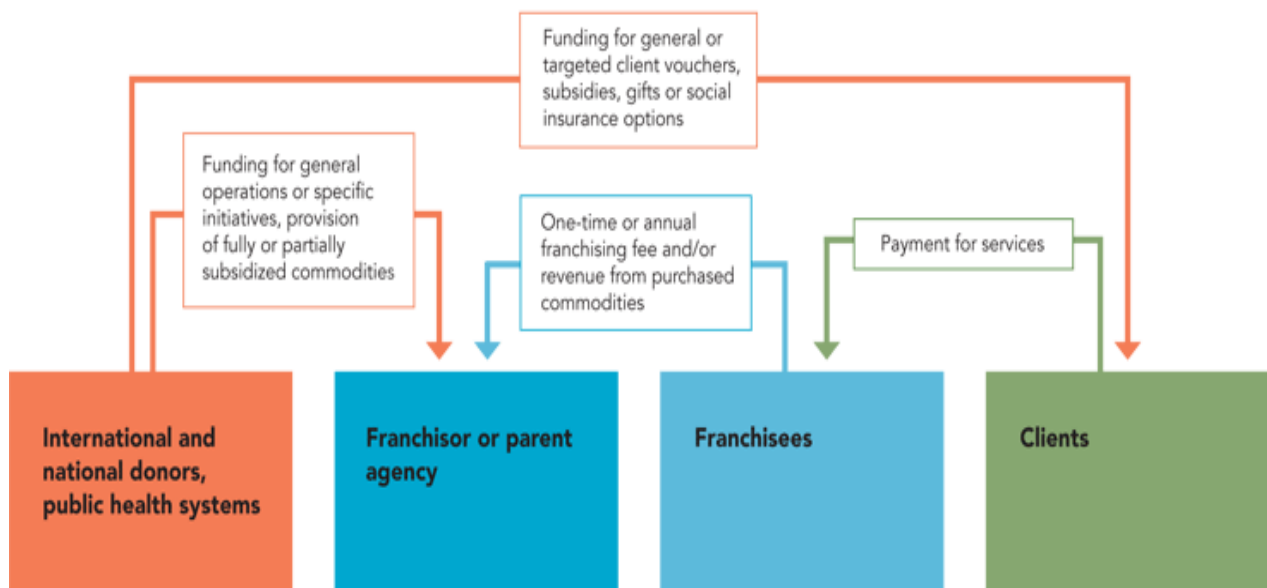 Funding for general or
targeted client vouchers,
subsidies, gifts or social
insurance options
Funding for general
operations or specific
initiatives, provision
of fully or partially
subsidized commodities
One-time or annual
franchising fee and/or
revenue from purchased
commodities
Payment for services
International and
national donors,
public health systems
Franchisor or parent
agency
Franchisees
Clients